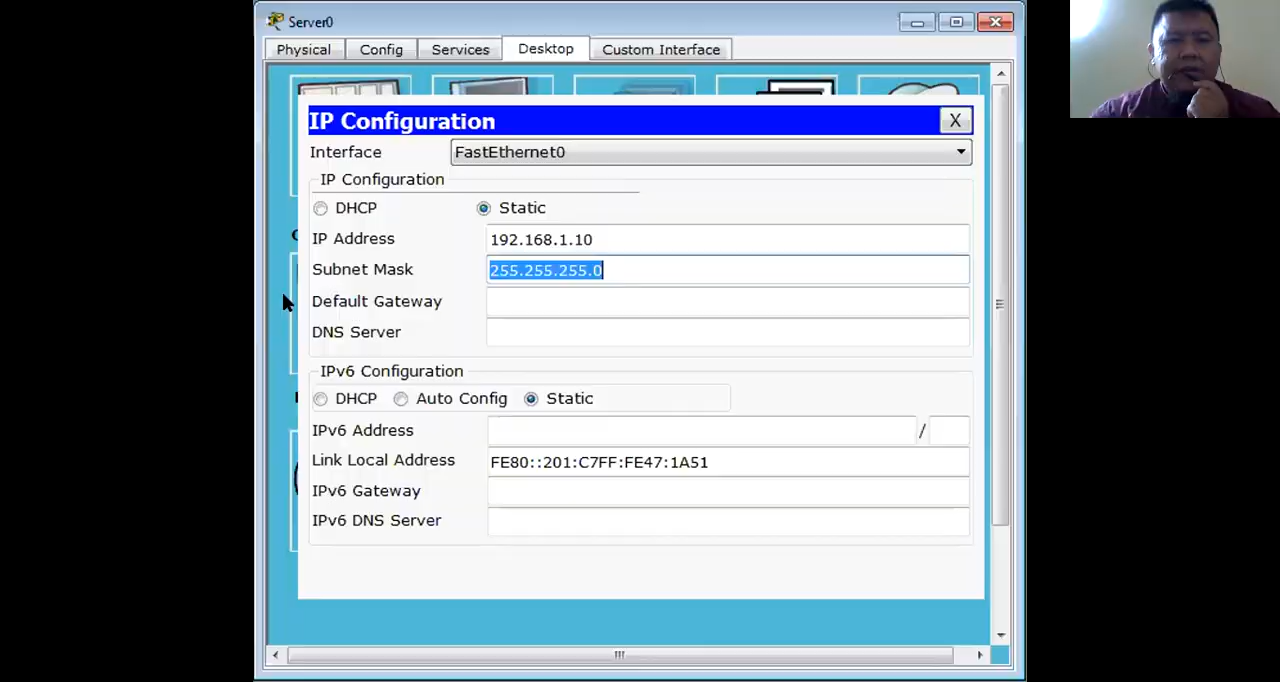 Server0
Physical Config Services Desktop Custom Interface
IP Configuration X
Interface FastEthernet0
IP Configuration
DHCP Static
IP Address 192.168.1.10
Subnet Mask 255.255.255.0
Default Gateway
DNS Server
IPv6 Configuration
DHCP Auto Config Static
IPv6 Address /
Link Local Address FE80::201:C7FF:FE47:1A51
IPv6 Gateway
IPv6 DNS Server